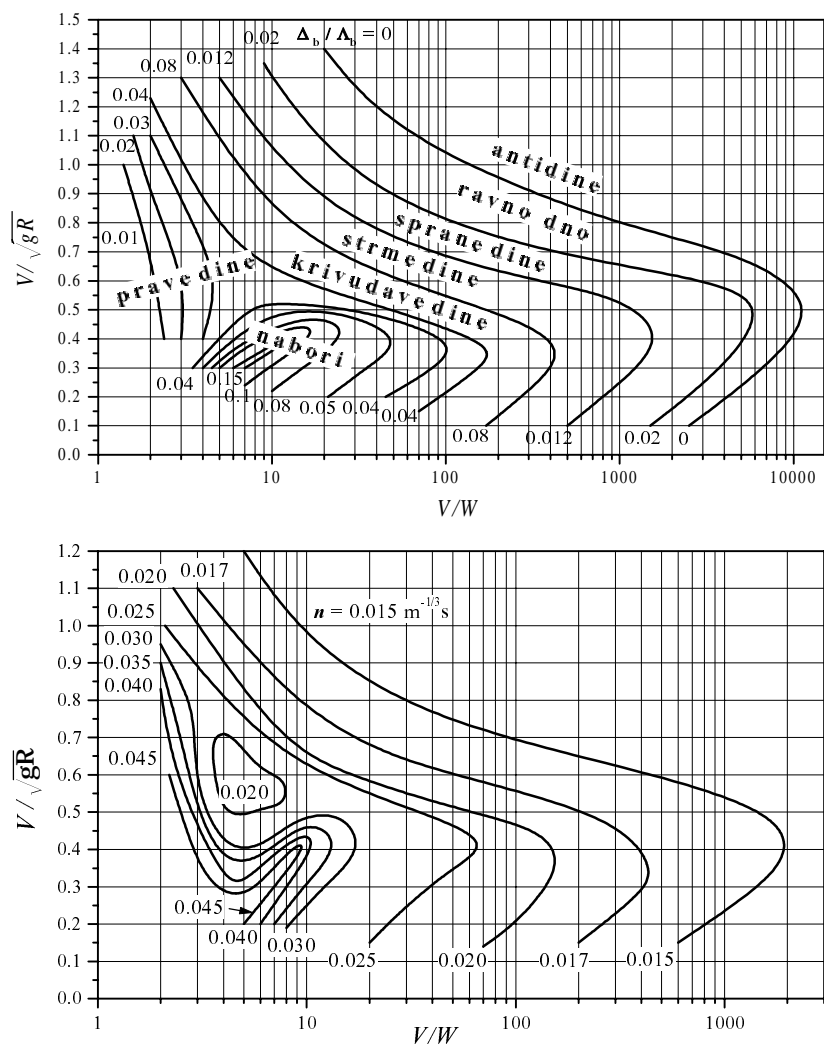 1.5
1.4
1.3
1.2
1.1
1.0
0.9
0.8
0.7
0.6
0.5
0.4
0.3
0.2
0.1
0.0
V/√gR
1 10 100 1000 10000
V/W
0.02 Δb / Λb = 0
0.012
0.08
0.04
0.03
0.02
0.01
antidine
ravno dno
sprane dine
strme dine
krivudave dine
prave dine
nabori
0.04 0.15 0.1 0.08 0.05 0.04 0.04 0.08 0.012 0.02 0
1.2
1.1
1.0
0.9
0.8
0.7
0.6
0.5
0.4
0.3
0.2
0.1
0.0
V / √gR
1 10 100 1000
V/W
0.017
0.020
0.025
0.030
0.035
0.040
0.045
n = 0.015 m-1/3s
0.020
0.045
0.040
0.030
0.025 0.020 0.017 0.015